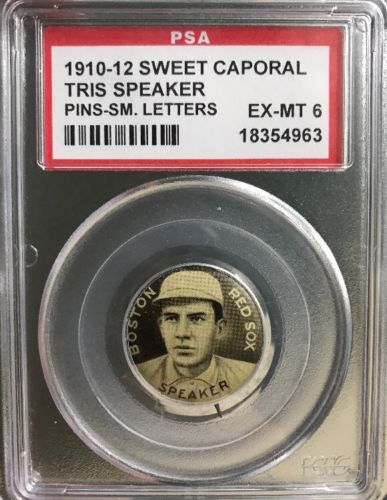 PSA
1910-12 SWEET CAPORAL
TRIS SPEAKER
PINS-SM. LETTERS EX-MT 6
18354963
BOSTON RED SOX
SPEAKER